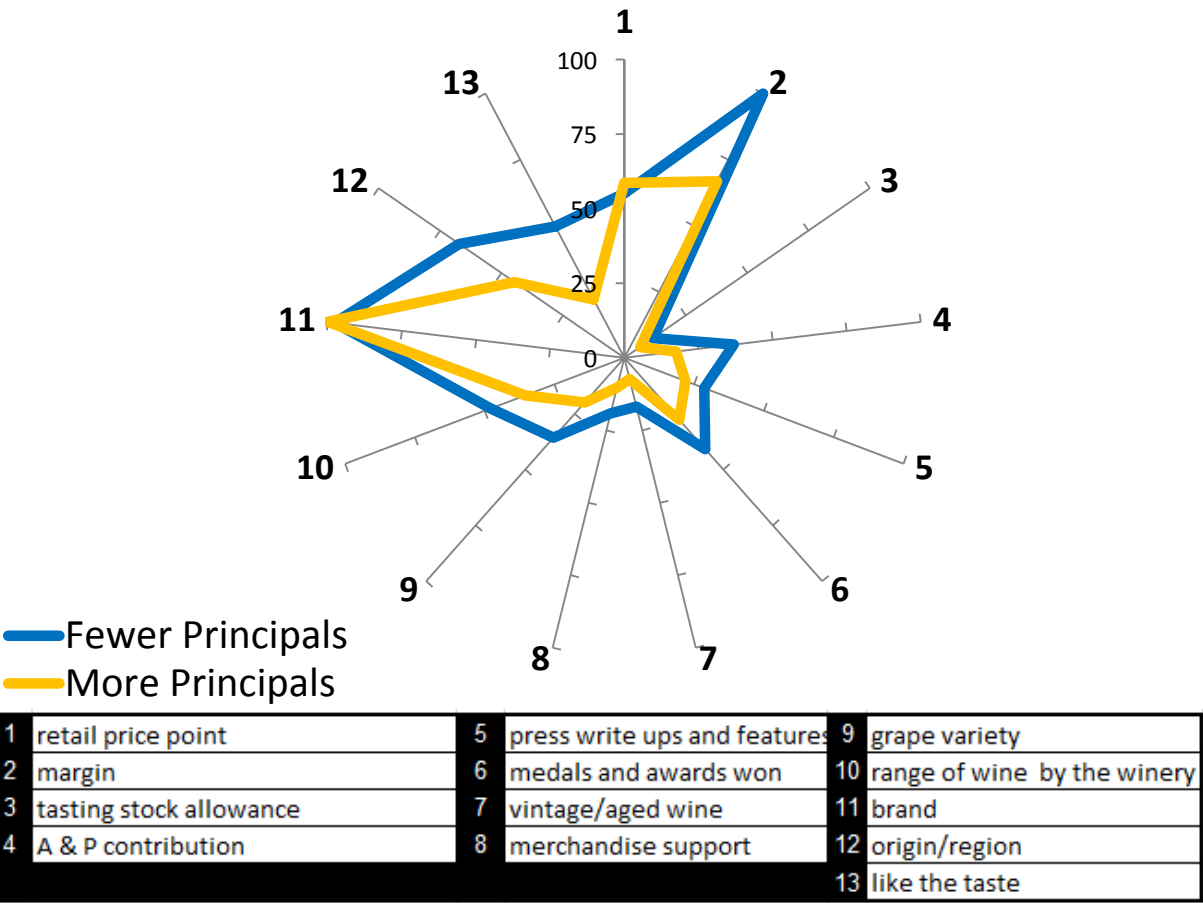 1
100
2
13
75
12
3
50
25
11
4
0
10
5
9
6
8
7
Fewer Principals
More Principals
1 retail price point 5 press write ups and features 9 grape variety
2 margin 6 medals and awards won 10 range of wine by the winery
3 tasting stock allowance 7 vintage/aged wine 11 brand
4 A & P contribution 8 merchandise support 12 origin/region
13 like the taste